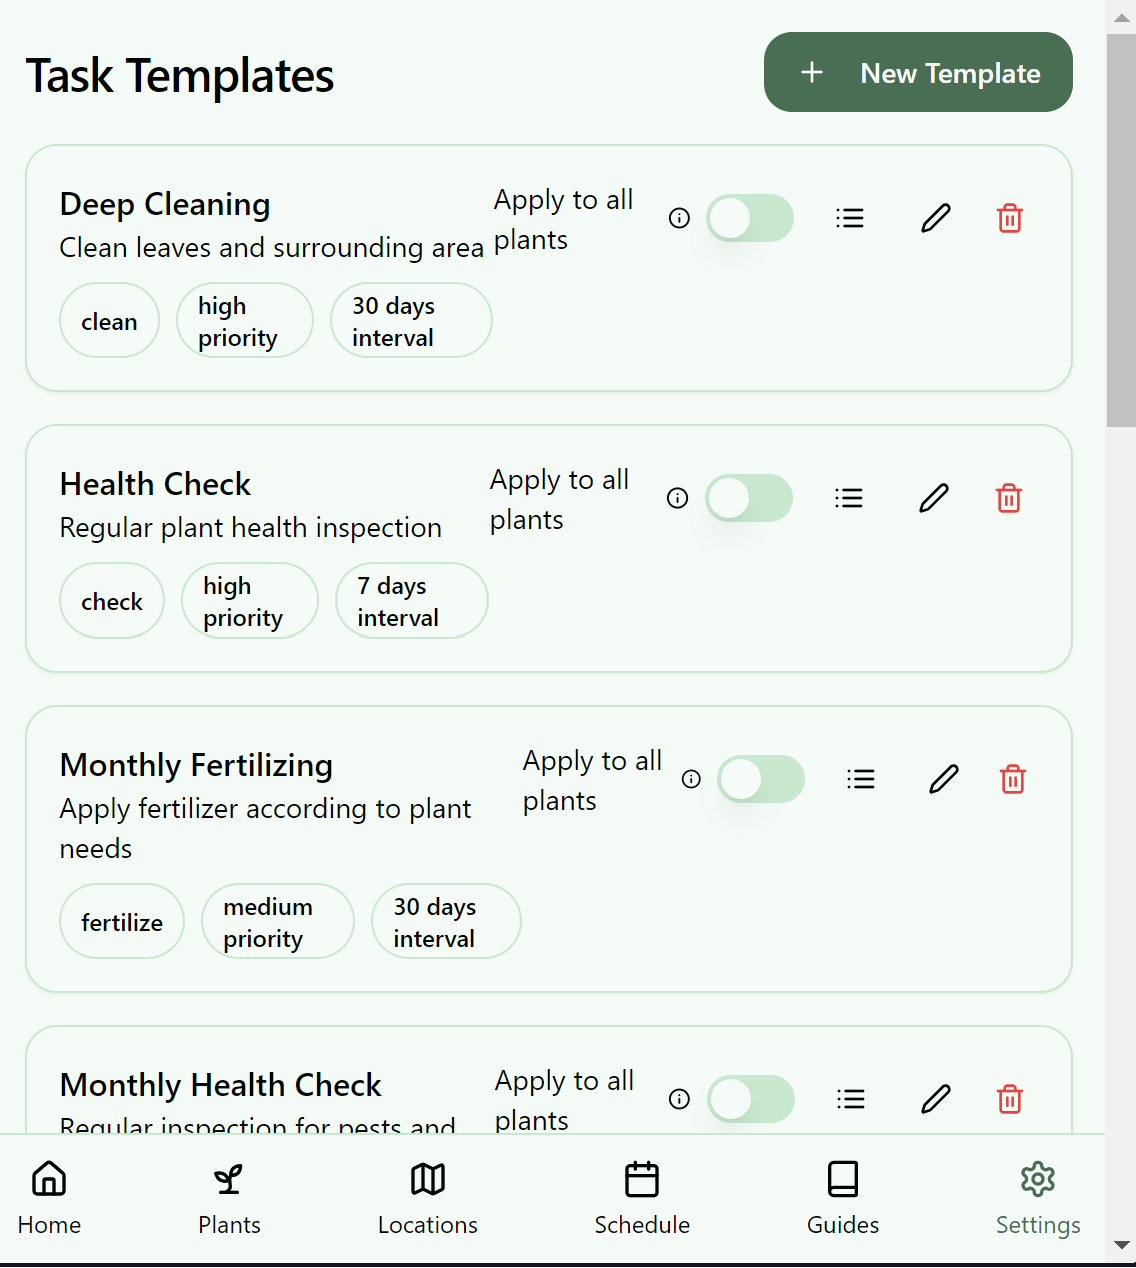 Task Templates
New Template
Deep Cleaning
Clean leaves and surrounding area
Apply to all
plants
clean
high
priority
30 days
interval
Health Check
Regular plant health inspection
Apply to all
plants
check
high
priority
7 days
interval
Monthly Fertilizing
Apply fertilizer according to plant
needs
Apply to all
plants
fertilize
medium
priority
30 days
interval
Monthly Health Check
Regular inspection for pests and
Apply to all
plants
Home
Plants
Locations
Schedule
Guides
Settings